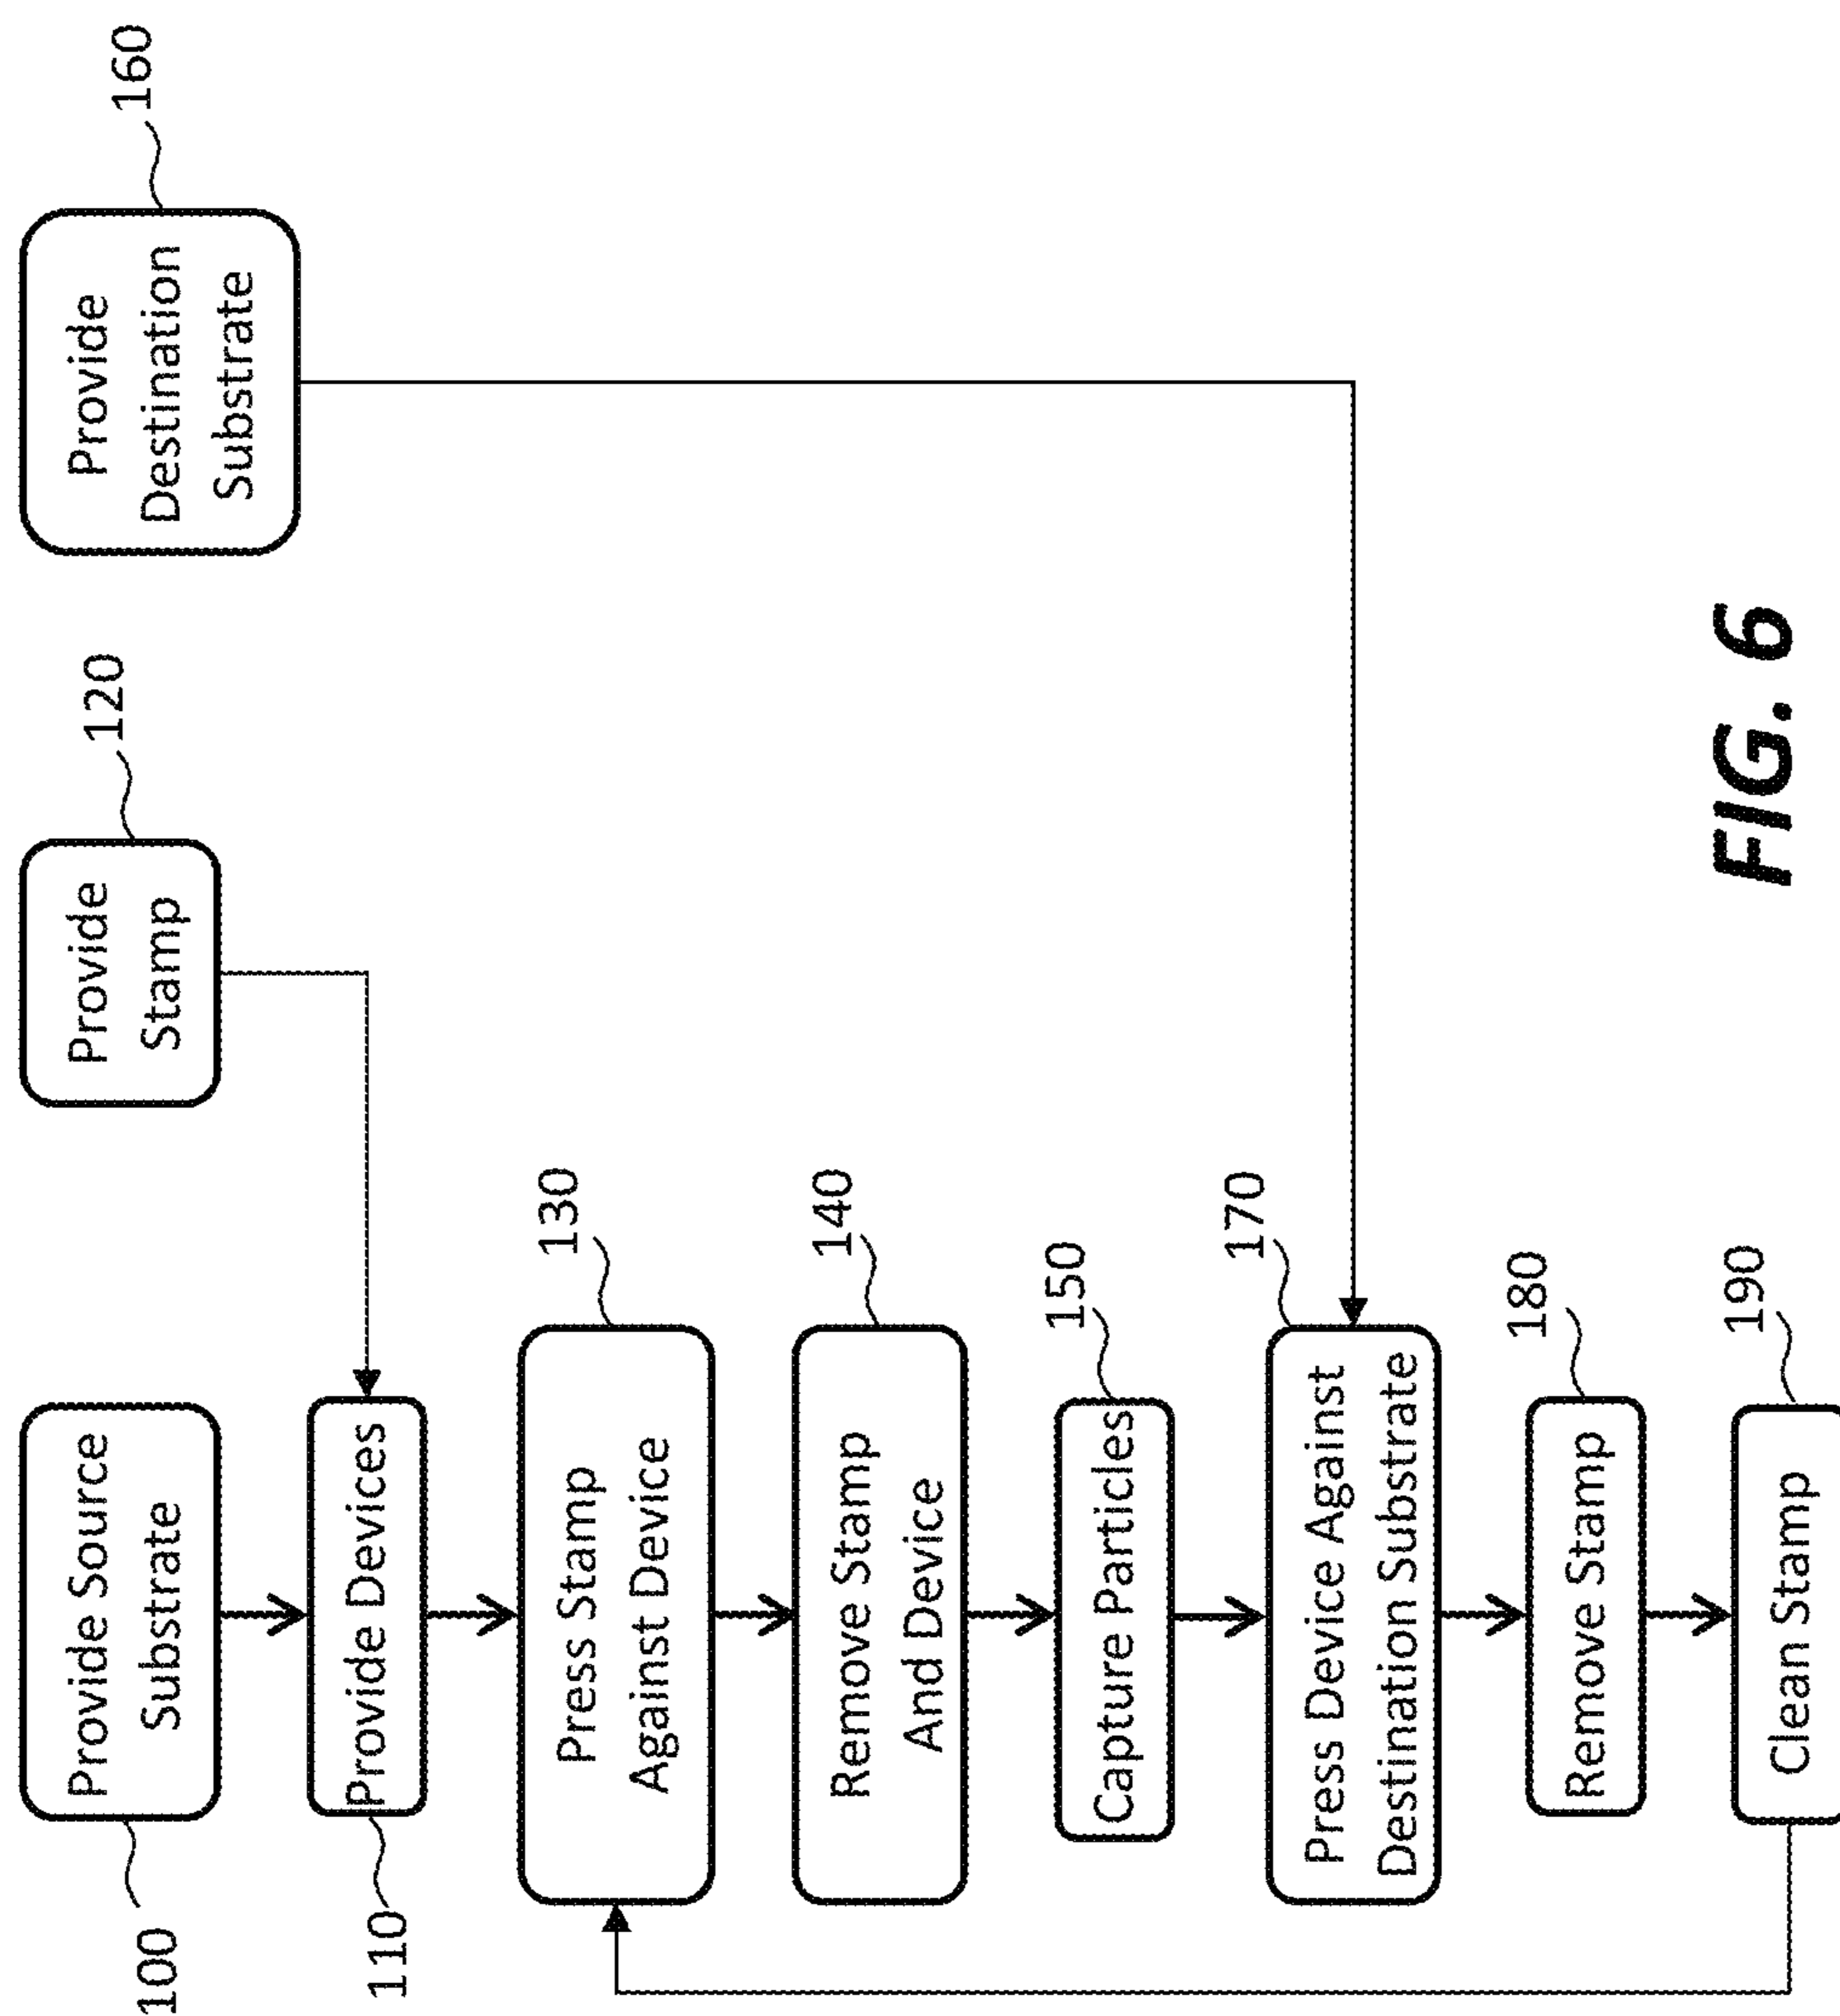 100
Provide Source
Substrate
120
Provide
Stamp
160
Provide
Destination
Substrate
110
Provide Devices
130
Press Stamp
Against Device
140
Remove Stamp
And Device
150
Capture Particles
170
Press Device Against
Destination Substrate
180
Remove Stamp
190
Clean Stamp
FIG. 6